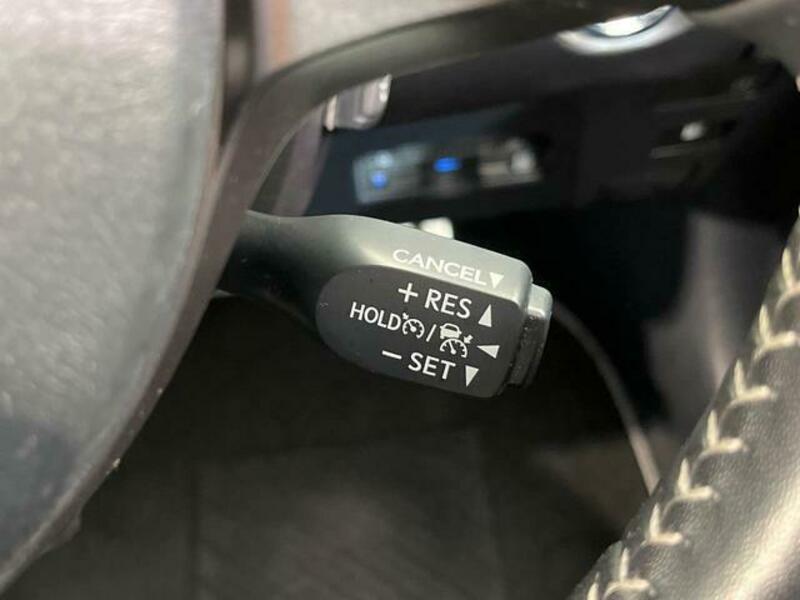 CANCEL▼
+ RES ▲
HOLD /
− SET ▼